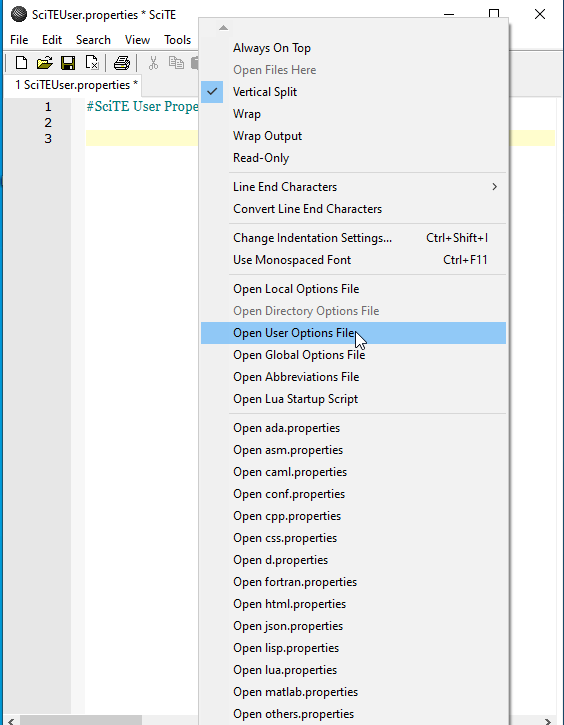 SciTEUser.properties * SciTE
File Edit Search View Tools
1 SciTEUser.properties *
1 #SciTE User Prope
2
3
Always On Top
Open Files Here
Vertical Split
Wrap
Wrap Output
Read-Only
Line End Characters
Convert Line End Characters
Change Indentation Settings... Ctrl+Shift+I
Use Monospaced Font Ctrl+F11
Open Local Options File
Open Directory Options File
Open User Options File
Open Global Options File
Open Abbreviations File
Open Lua Startup Script
Open ada.properties
Open asm.properties
Open caml.properties
Open conf.properties
Open cpp.properties
Open css.properties
Open d.properties
Open fortran.properties
Open html.properties
Open json.properties
Open lisp.properties
Open lua.properties
Open matlab.properties
Open others.properties